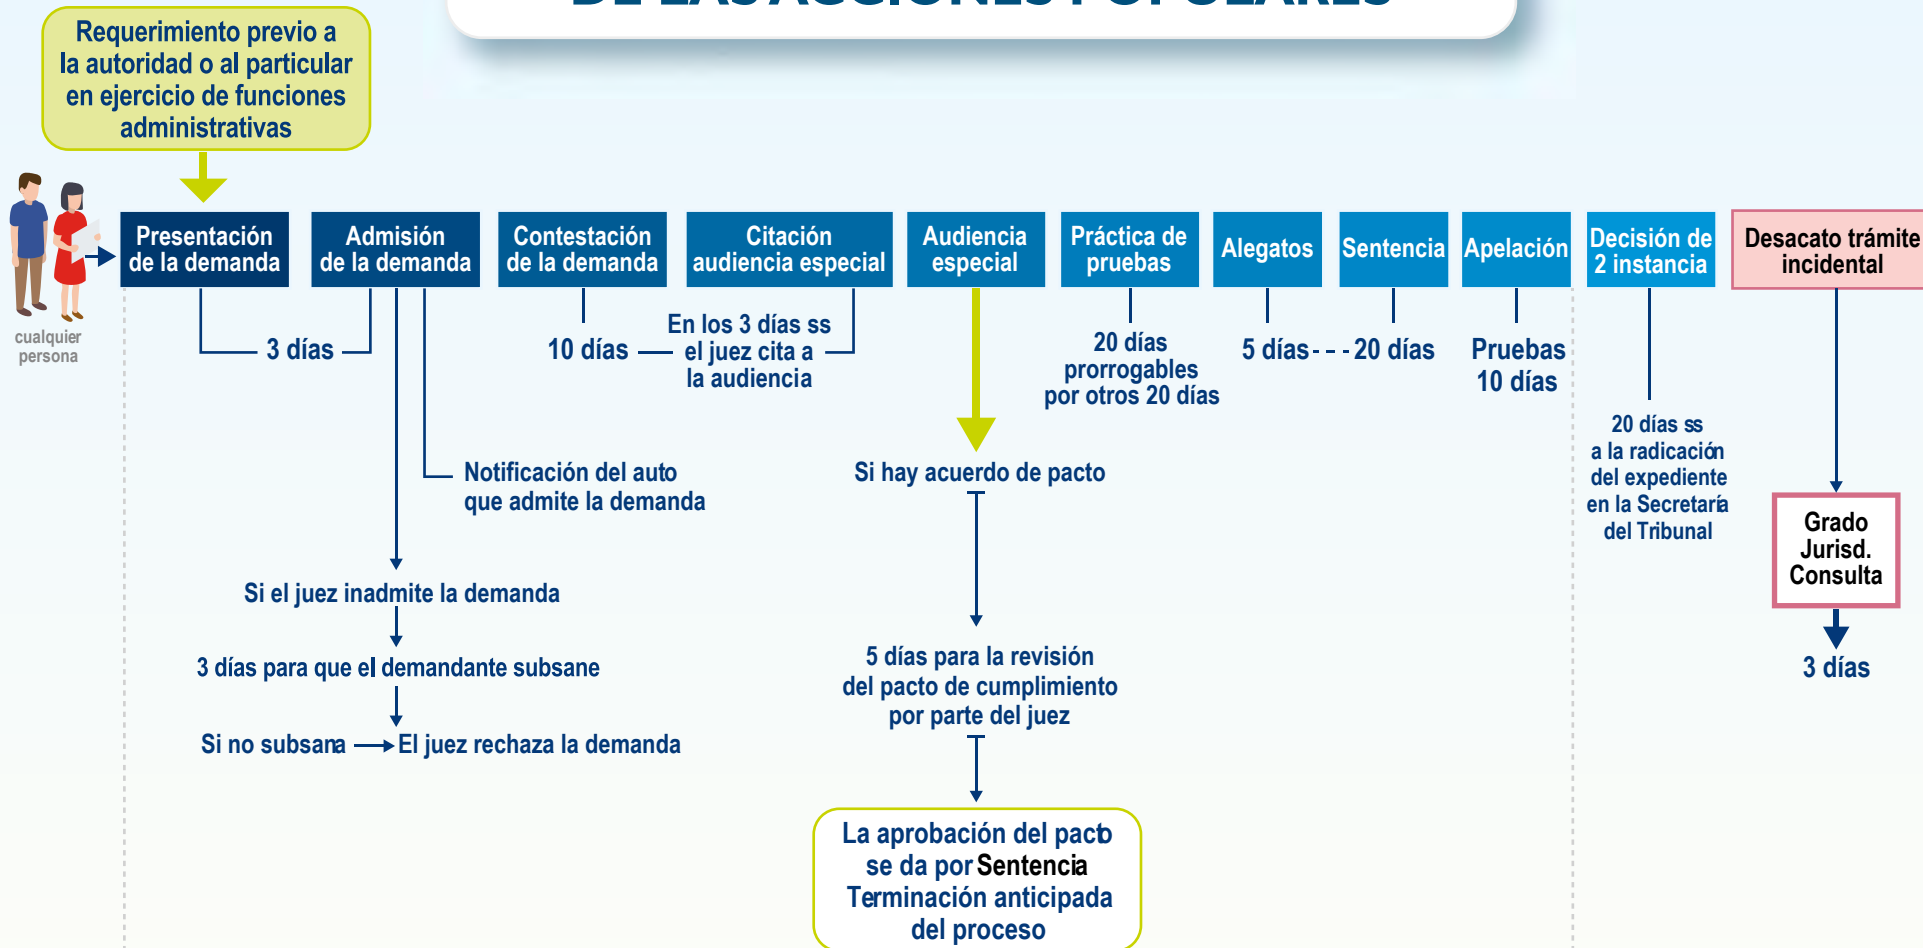 DE LAS ACCIONES POPULARES
Requerimiento previo a
la autoridad o al particular
en ejercicio de funciones
administrativas
cualquier
persona
Presentación
de la demanda
Admisión
de la demanda
Contestación
de la demanda
Citación
audiencia especial
Audiencia
especial
Práctica de
pruebas
Alegatos
Sentencia
Apelación
Decisión de
2 instancia
Desacato trámite
incidental
3 días
10 días
En los 3 días ss
el juez cita a
la audiencia
20 días
prorrogables
por otros 20 días
5 días
20 días
Pruebas
10 días
20 días ss
a la radicación
del expediente
en la Secretaría
del Tribunal
Notificación del auto
que admite la demanda
Si el juez inadmite la demanda
3 días para que el demandante subsane
Si no subsana
El juez rechaza la demanda
Si hay acuerdo de pacto
5 días para la revisión
del pacto de cumplimiento
por parte del juez
La aprobación del pacto
se da por Sentencia
Terminación anticipada
del proceso
Grado
Jurisd.
Consulta
3 días